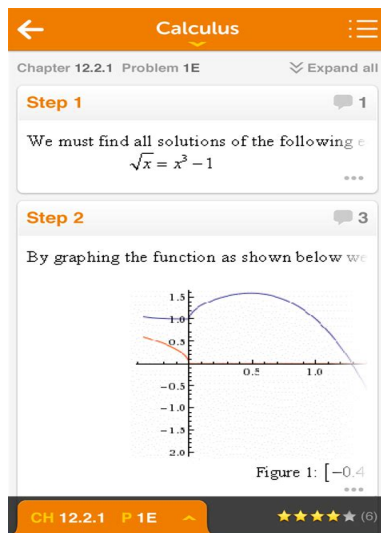 Calculus
Chapter 12.2.1 Problem 1E Expand all
Step 1 1
We must find all solutions of the following e
√x = x³ − 1
Step 2 3
By graphing the function as shown below we
1.5
1.0
0.5
0.5 1.0
−0.5
−1.0
−1.5
2.0
Figure 1: [−0.4
CH 12.2.1 P 1E (6)